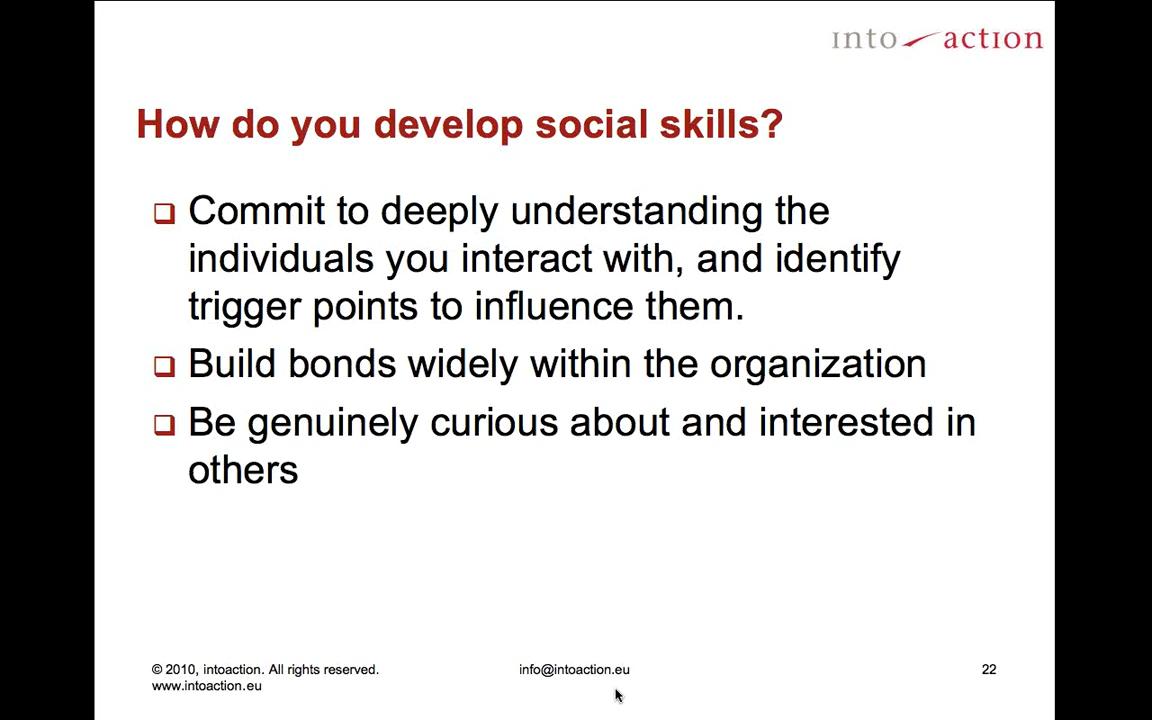 into action
How do you develop social skills?
Commit to deeply understanding the
individuals you interact with, and identify
trigger points to influence them.
Build bonds widely within the organization
Be genuinely curious about and interested in
others
© 2010, intoaction. All rights reserved.
www.intoaction.eu
info@intoaction.eu
22